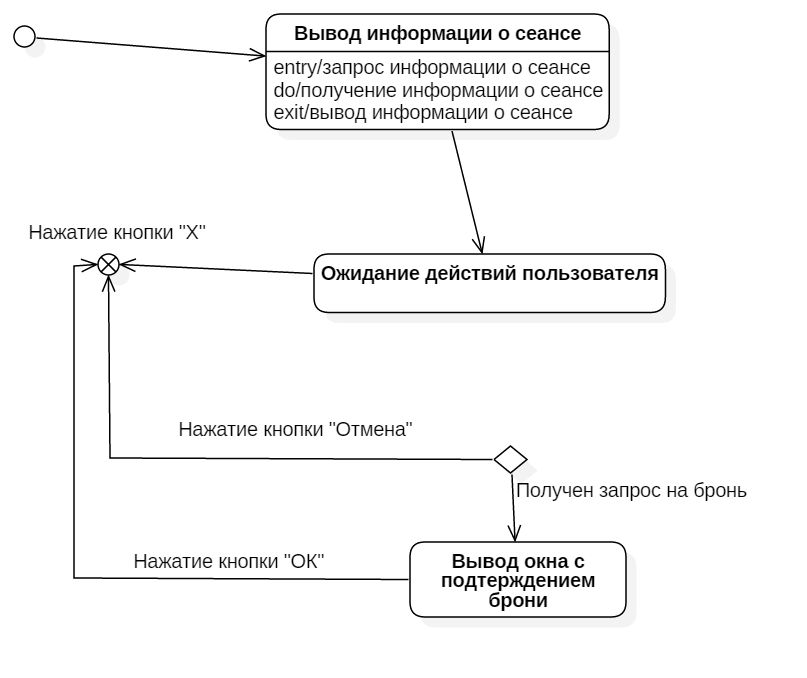 Вывод информации о сеансе
entry/запрос информации о сеансе
do/получение информации о сеансе
exit/вывод информации о сеансе
Нажатие кнопки "X"
Ожидание действий пользователя
Нажатие кнопки "Отмена"
Получен запрос на бронь
Нажатие кнопки "ОК"
Вывод окна с
подтерждением
брони